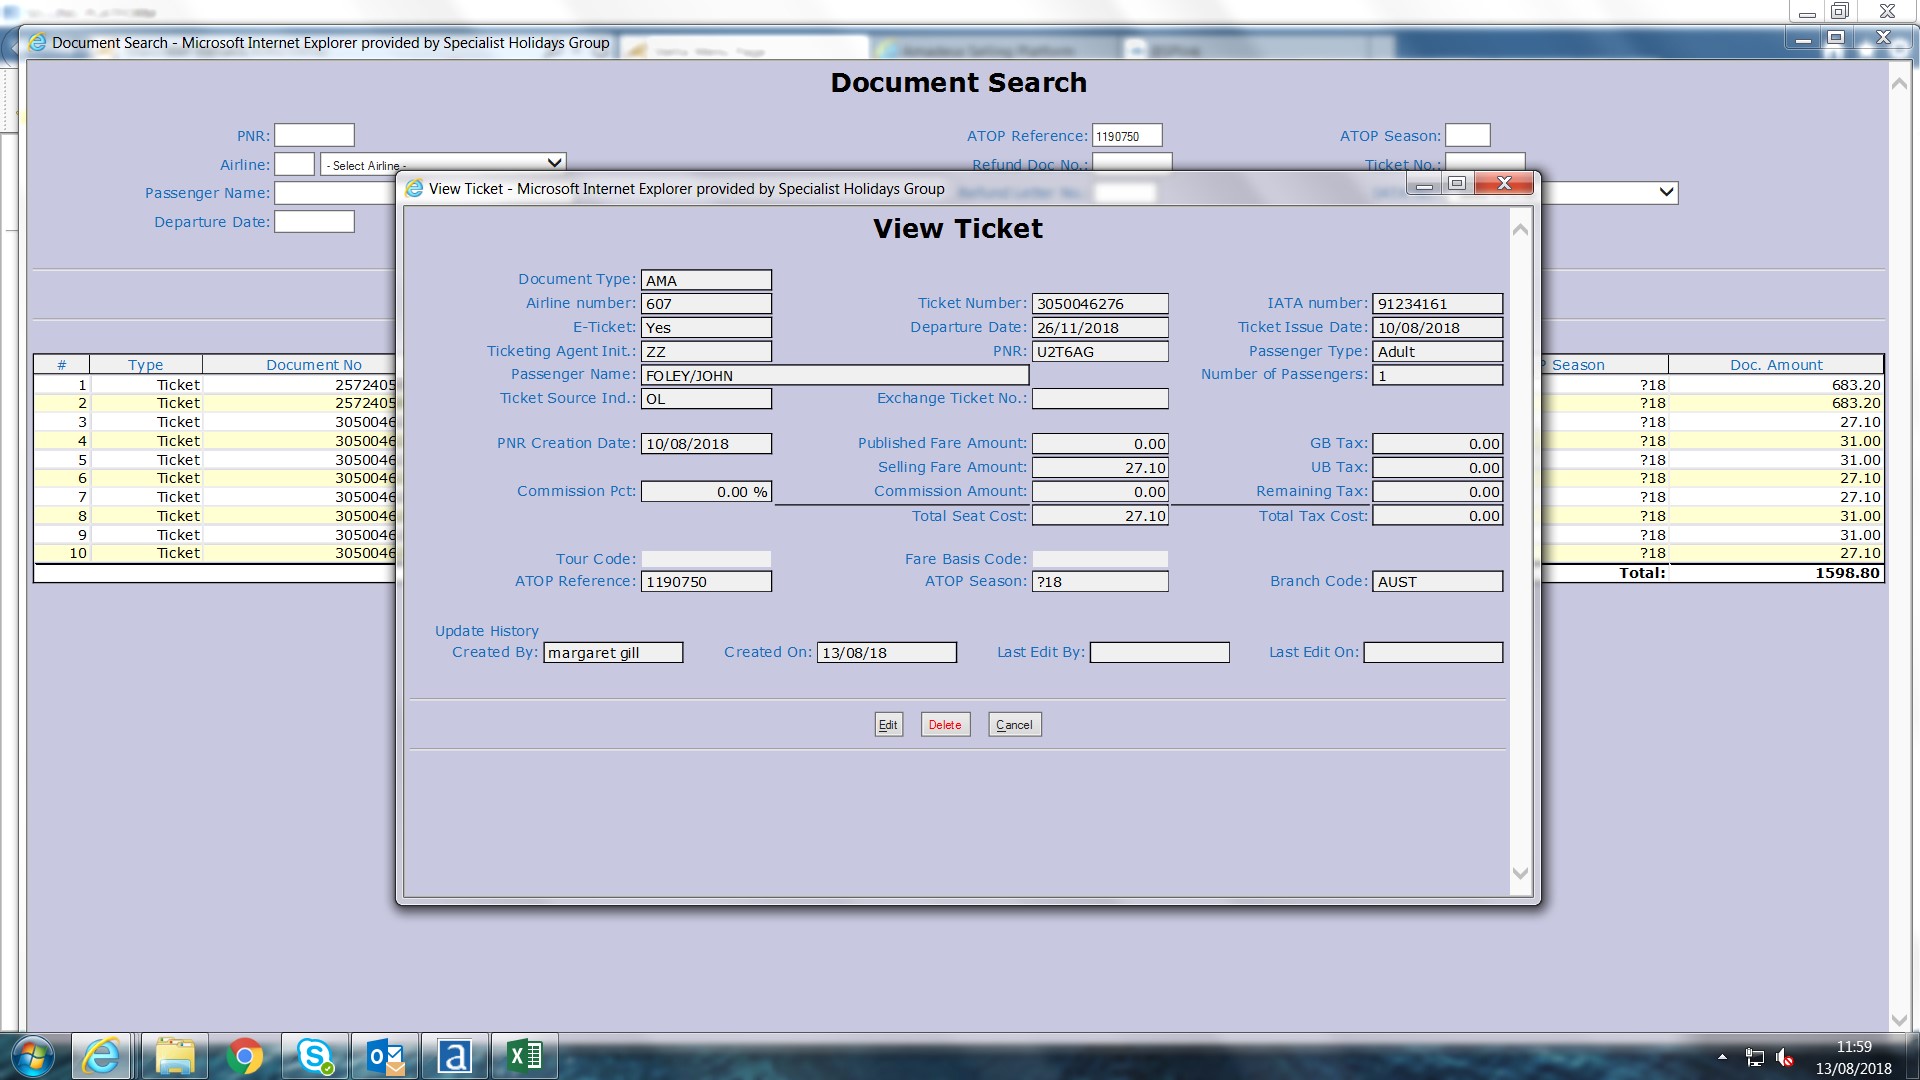 Document Search - Microsoft Internet Explorer provided by Specialist Holidays Group
Document Search
PNR:
ATOP Reference: 1190750
ATOP Season:
Airline: - Select Airline -
Refund Doc No.:
Ticket No.:
Passenger Name:
Departure Date:
View Ticket - Microsoft Internet Explorer provided by Specialist Holidays Group
View Ticket
Document Type: AMA
Airline number: 607 Ticket Number: 3050046276 IATA number: 91234161
E-Ticket: Yes Departure Date: 26/11/2018 Ticket Issue Date: 10/08/2018
Ticketing Agent Init.: ZZ PNR: U2T6AG Passenger Type: Adult
Passenger Name: FOLEY/JOHN Number of Passengers: 1
Ticket Source Ind.: OL Exchange Ticket No.:
PNR Creation Date: 10/08/2018 Published Fare Amount: 0.00 GB Tax: 0.00
Selling Fare Amount: 27.10 UB Tax: 0.00
Commission Pct: 0.00 % Commission Amount: 0.00 Remaining Tax: 0.00
Total Seat Cost: 27.10 Total Tax Cost: 0.00
Tour Code: Fare Basis Code:
ATOP Reference: 1190750 ATOP Season: ?18 Branch Code: AUST
Update History
Created By: margaret gill Created On: 13/08/18 Last Edit By: Last Edit On:
Edit Delete Cancel
# Type Document No Season Doc. Amount
1 Ticket 2572405 ?18 683.20
2 Ticket 2572405 ?18 683.20
3 Ticket 305004 ?18 27.10
4 Ticket 305004 ?18 31.00
5 Ticket 305004 ?18 31.00
6 Ticket 305004 ?18 27.10
7 Ticket 305004 ?18 27.10
8 Ticket 305004 ?18 31.00
9 Ticket 305004 ?18 31.00
10 Ticket 305004 ?18 27.10
Total: 1598.80
11:59
13/08/2018